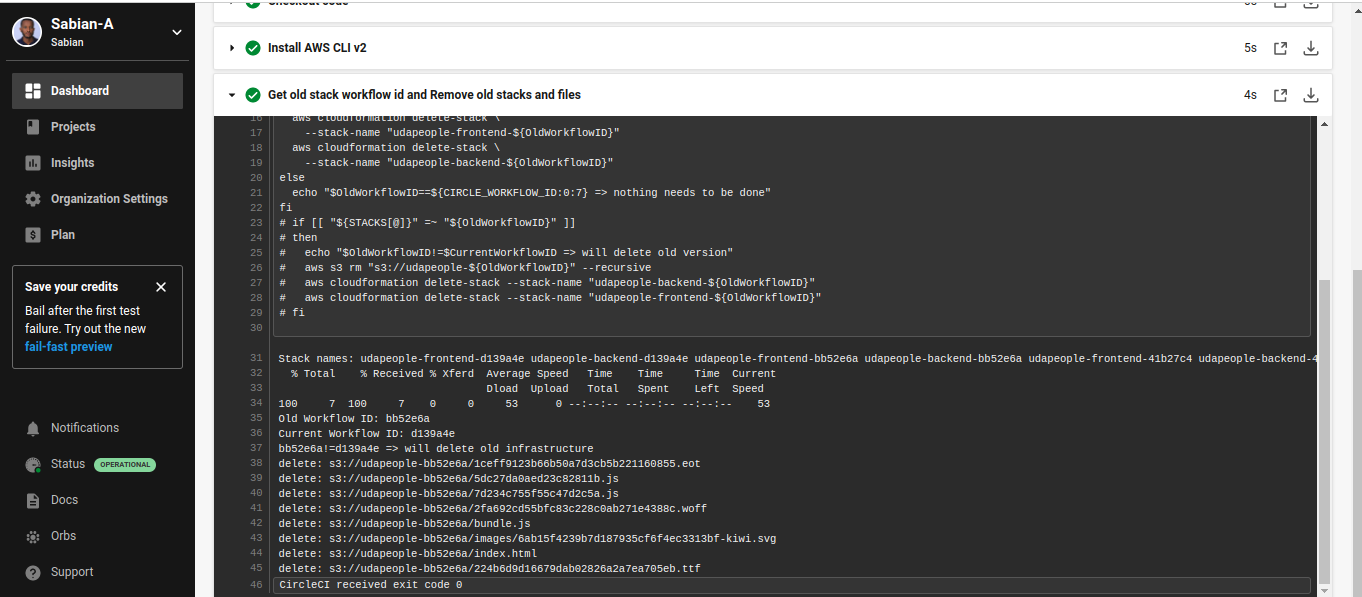 Sabian-A
Sabian
Dashboard
Projects
Insights
Organization Settings
Plan
Save your credits
Bail after the first test
failure. Try out the new
fail-fast preview
Notifications
Status OPERATIONAL
Docs
Orbs
Support
Checkout code
Install AWS CLI v2 5s
Get old stack workflow id and Remove old stacks and files 4s
16 aws cloudformation delete-stack \
17 --stack-name "udapeople-frontend-${OldWorkflowID}"
18 aws cloudformation delete-stack \
19 --stack-name "udapeople-backend-${OldWorkflowID}"
20 else
21 echo "$OldWorkflowID==${CIRCLE_WORKFLOW_ID:0:7} => nothing needs to be done"
22 fi
23 # if [[ "${STACKS[@]}" =~ "${OldWorkflowID}" ]]
24 # then
25 #   echo "$OldWorkflowID!=$CurrentWorkflowID => will delete old version"
26 #   aws s3 rm "s3://udapeople-${OldWorkflowID}" --recursive
27 #   aws cloudformation delete-stack --stack-name "udapeople-backend-${OldWorkflowID}"
28 #   aws cloudformation delete-stack --stack-name "udapeople-frontend-${OldWorkflowID}"
29 # fi
30
31 Stack names: udapeople-frontend-d139a4e udapeople-backend-d139a4e udapeople-frontend-bb52e6a udapeople-backend-bb52e6a udapeople-frontend-41b27c4 udapeople-backend-4
32 % Total    % Received % Xferd  Average Speed   Time    Time     Time  Current
33 Dload  Upload   Total   Spent    Left  Speed
34 100     7  100     7    0     0     53      0 --:--:-- --:--:-- --:--:--    53
35 Old Workflow ID: bb52e6a
36 Current Workflow ID: d139a4e
37 bb52e6a!=d139a4e => will delete old infrastructure
38 delete: s3://udapeople-bb52e6a/1ceff9123b66b50a7d3cb5b221160855.eot
39 delete: s3://udapeople-bb52e6a/5dc27da0aed23c82811b.js
40 delete: s3://udapeople-bb52e6a/7d234c755f55c47d2c5a.js
41 delete: s3://udapeople-bb52e6a/2fa692cd55bfc83c228c0ab271e4388c.woff
42 delete: s3://udapeople-bb52e6a/bundle.js
43 delete: s3://udapeople-bb52e6a/images/6ab15f4239b7d187935cf6f4ec3313bf-kiwi.svg
44 delete: s3://udapeople-bb52e6a/index.html
45 delete: s3://udapeople-bb52e6a/224b6d9d16679dab02826a2a7ea705eb.ttf
46 CircleCI received exit code 0